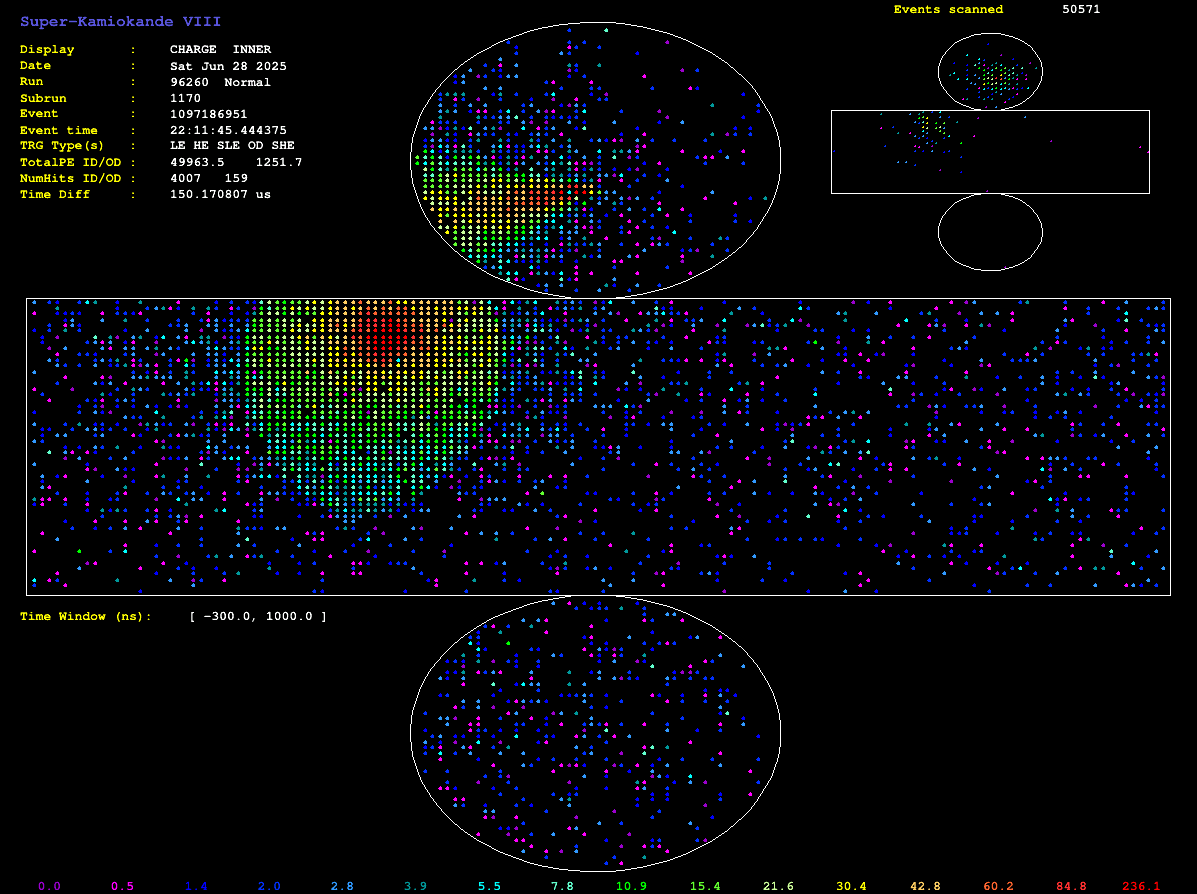 Super-Kamiokande VIII
Events scanned 50571
Display : CHARGE INNER
Date : Sat Jun 28 2025
Run : 96260 Normal
Subrun : 1170
Event : 1097186951
Event time : 22:11:45.444375
TRG Type(s) : LE HE SLE OD SHE
TotalPE ID/OD : 49963.5 1251.7
NumHits ID/OD : 4007 159
Time Diff : 150.170807 us
Time Window (ns): [ -300.0, 1000.0 ]
0.0 0.5 1.4 2.0 2.8 3.9 5.5 7.8 10.9 15.4 21.6 30.4 42.8 60.2 84.8 236.1